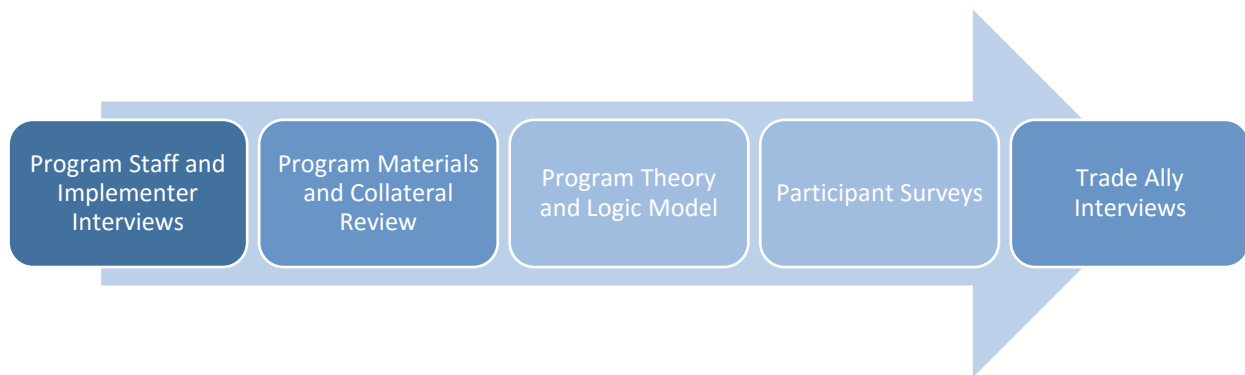 Program Staff and
Implementer
Interviews
Program Materials
and Collateral
Review
Program Theory
and Logic Model
Participant Surveys
Trade Ally
Interviews